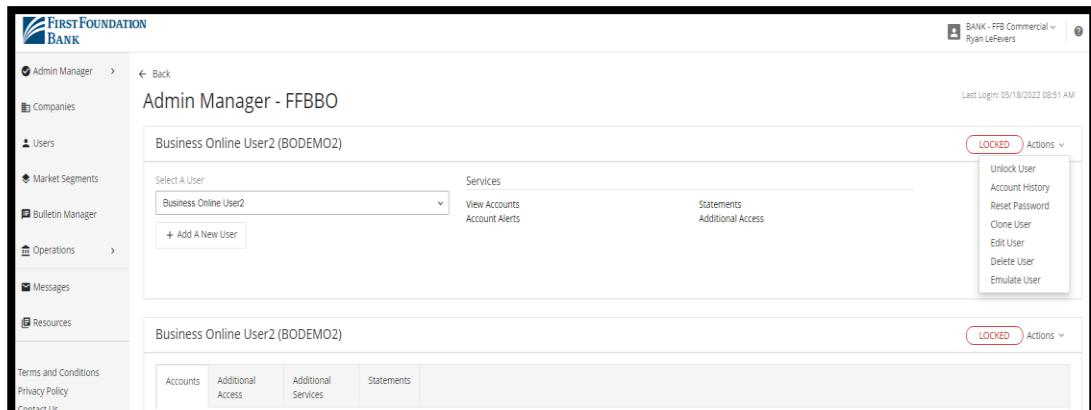 FIRST FOUNDATION
BANK
BANK - FFB Commercial
Ryan LeFevers
Admin Manager
Companies
Users
Market Segments
Bulletin Manager
Operations
Messages
Resources
Terms and Conditions
Privacy Policy
Contact Us
← Back
Admin Manager - FFBBO
Last Login: 05/18/2022 08:51 AM
Business Online User2 (BODEMO2)
LOCKED Actions
Unlock User
Account History
Reset Password
Clone User
Edit User
Delete User
Emulate User
Select A User
Business Online User2
+ Add A New User
Services
View Accounts
Account Alerts
Statements
Additional Access
Business Online User2 (BODEMO2)
LOCKED Actions
Accounts
Additional
Access
Additional
Services
Statements